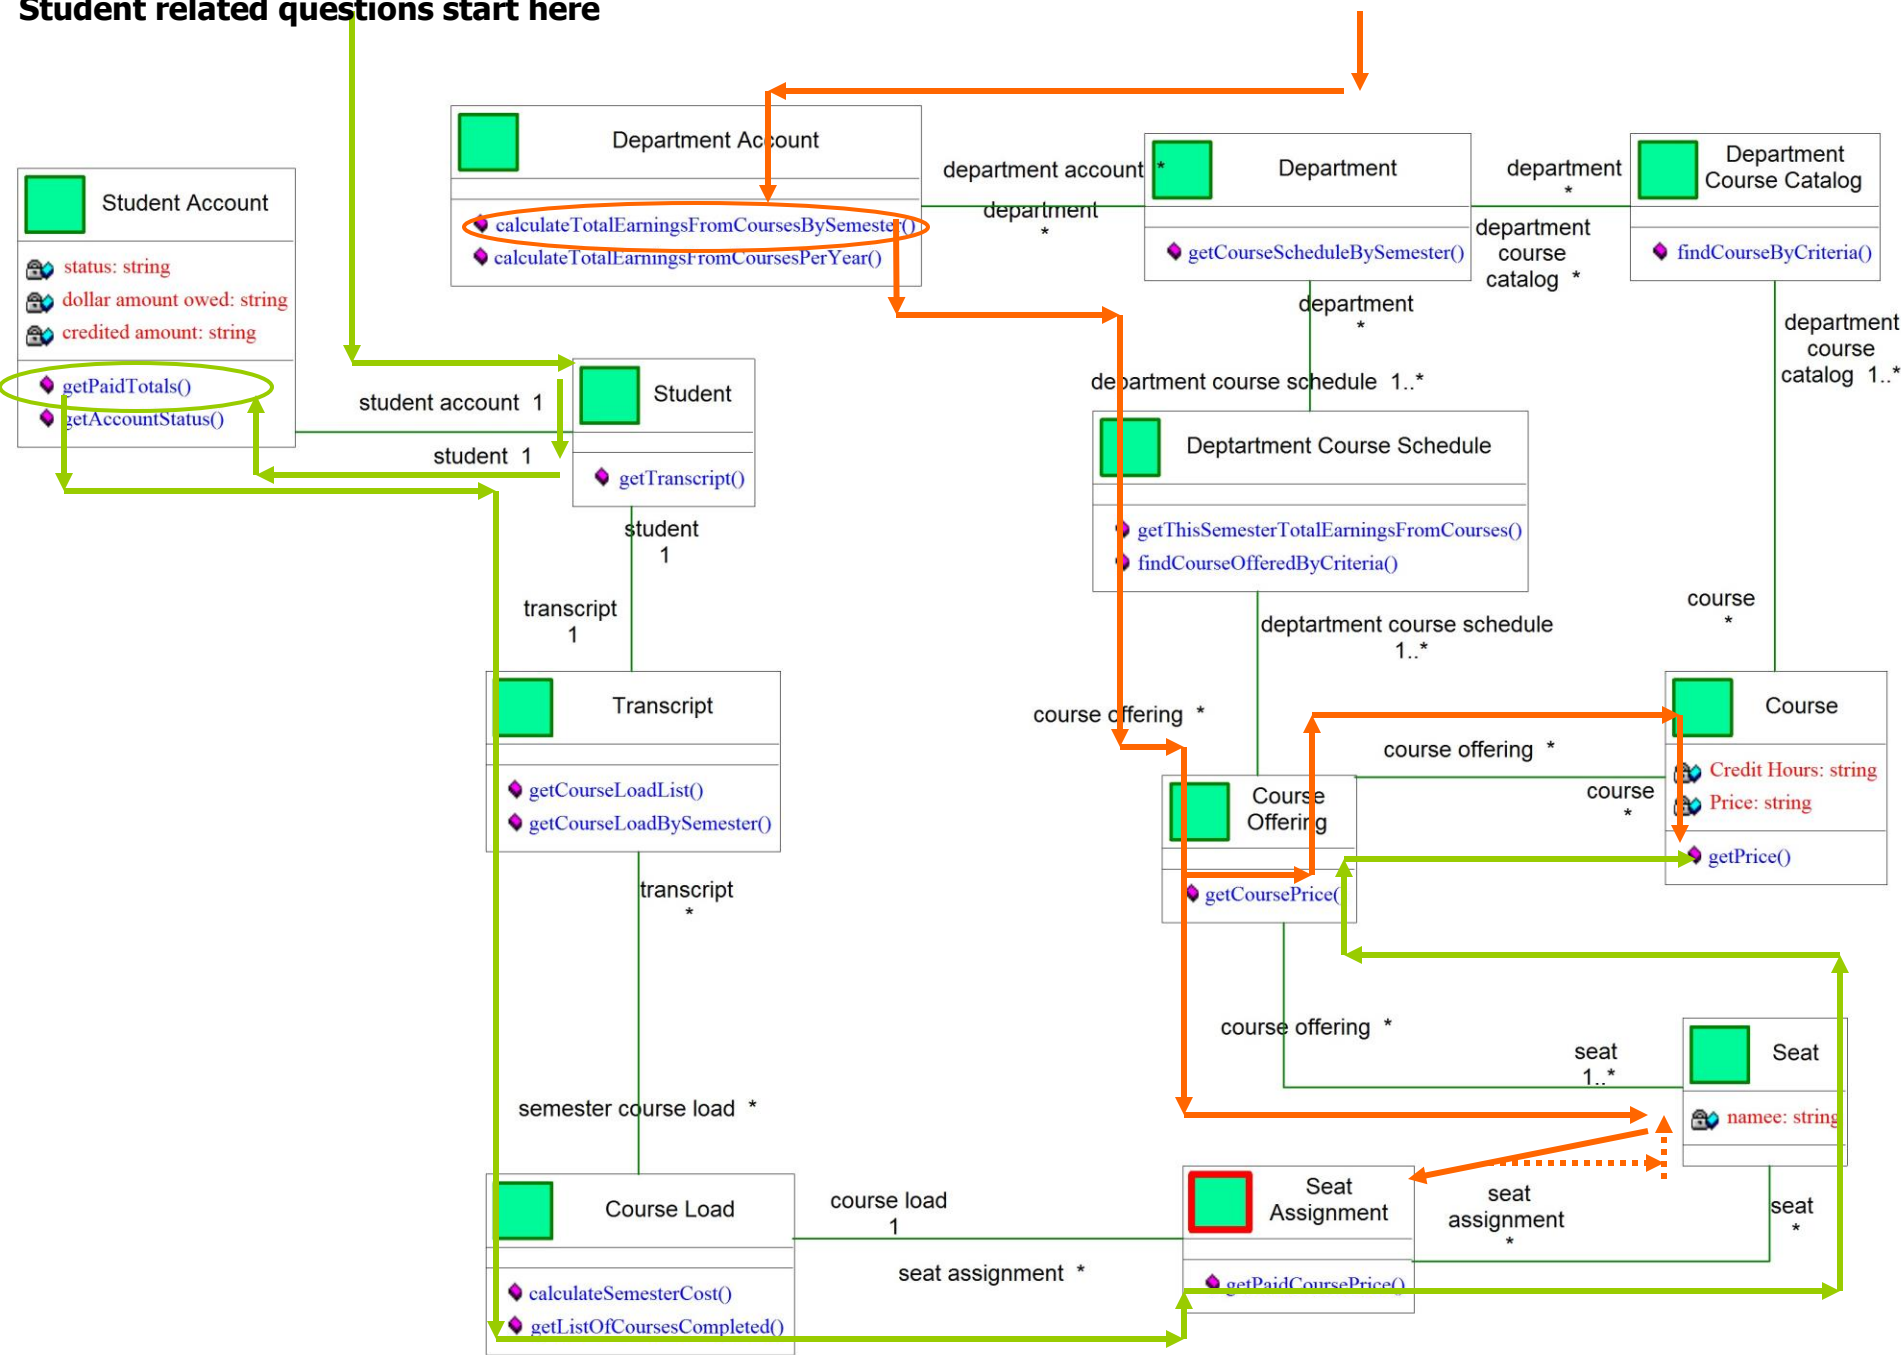 Student related questions start here
Department Account
calculateTotalEarningsFromCoursesBySemester()
calculateTotalEarningsFromCoursesPerYear()
department account *
department
*
Department
getCourseScheduleBySemester()
department
*
department
course
catalog *
Department
Course Catalog
findCourseByCriteria()
Student Account
status: string
dollar amount owed: string
credited amount: string
getPaidTotals()
getAccountStatus()
student account 1
student 1
Student
getTranscript()
department
*
department course schedule 1..*
department
course
catalog 1..*
Deptartment Course Schedule
getThisSemesterTotalEarningsFromCourses()
findCourseOfferedByCriteria()
student
1
transcript
1
deptartment course schedule
1..*
course
*
Transcript
getCourseLoadList()
getCourseLoadBySemester()
course offering *
course offering *
course
*
Course
Credit Hours: string
Price: string
getPrice()
Course
Offering
getCoursePrice()
transcript
*
course offering *
seat
1..*
Seat
namee: string
semester course load *
Course Load
calculateSemesterCost()
getListOfCoursesCompleted()
course load
1
seat assignment *
Seat
Assignment
getPaidCoursePrice()
seat
assignment
*
seat
*